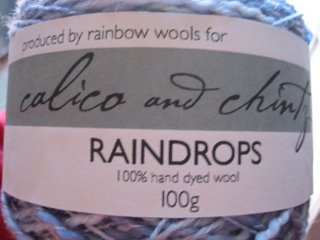 produced by rainbow wools for
calico and chintz
RAINDROPS
100% hand dyed wool
100g